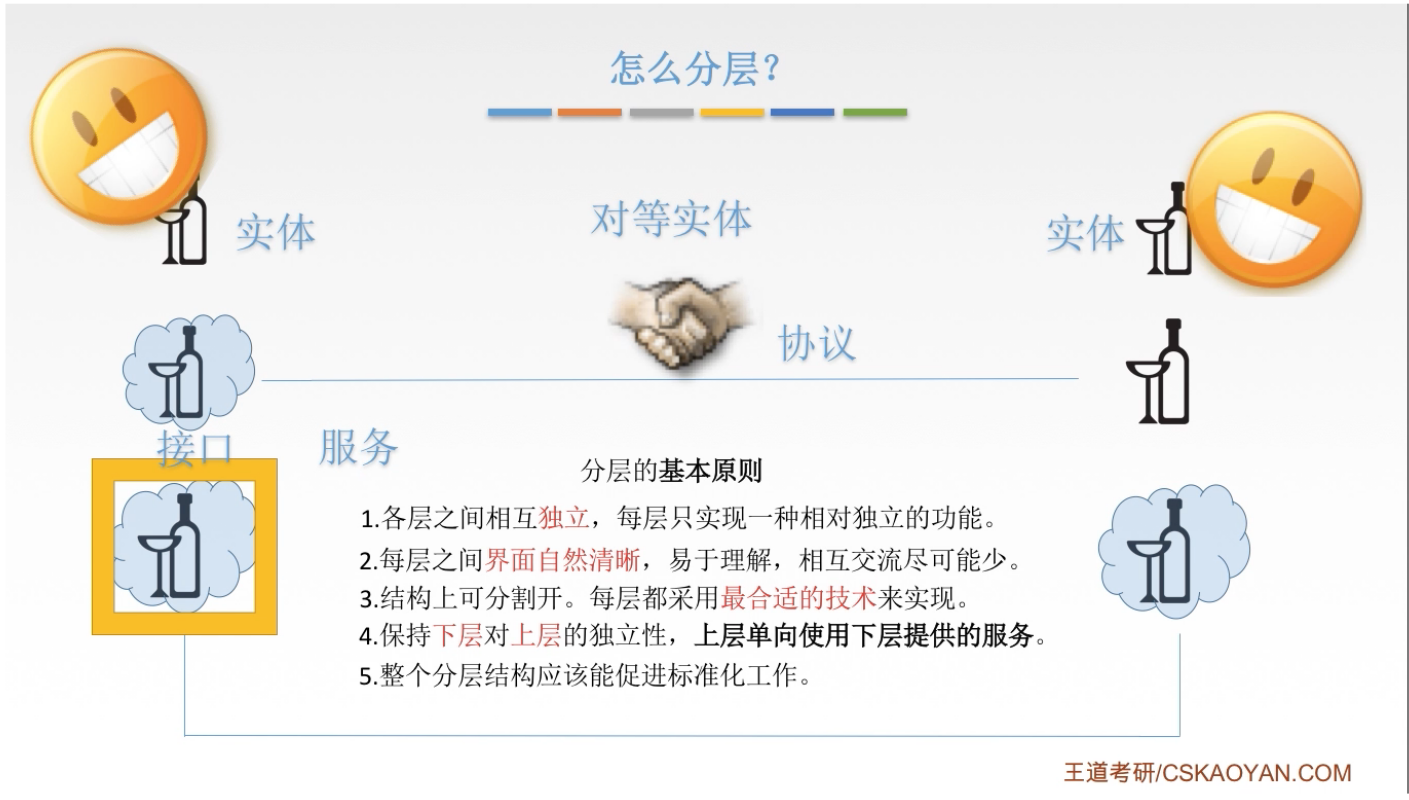 怎么分层？
实体
对等实体
实体
协议
接口
服务
分层的基本原则
1.各层之间相互独立，每层只实现一种相对独立的功能。
2.每层之间界面自然清晰，易于理解，相互交流尽可能少。
3.结构上可分割开。每层都采用最合适的技术来实现。
4.保持下层对上层的独立性，上层单向使用下层提供的服务。
5.整个分层结构应该能促进标准化工作。
王道考研/CSKAOYAN.COM